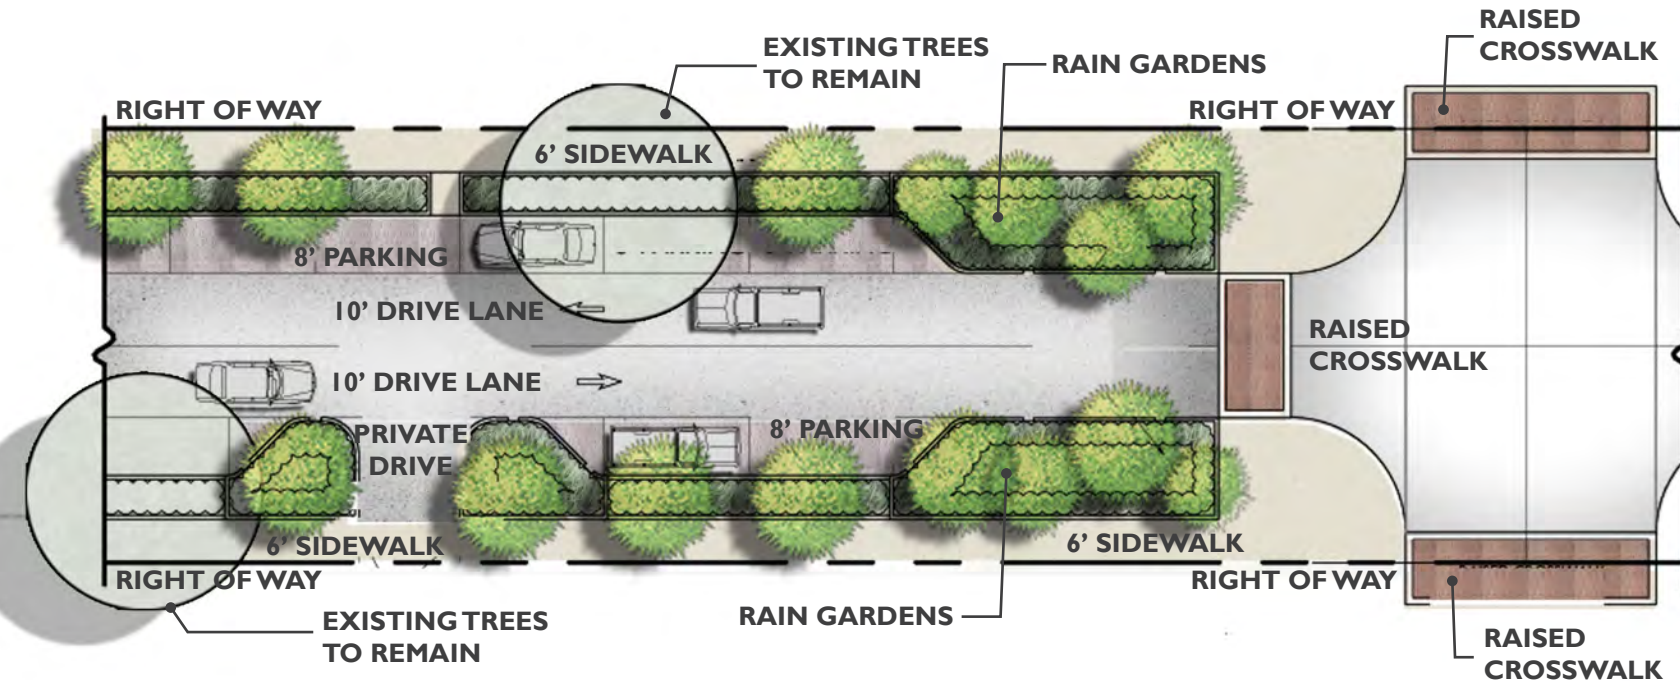 RAISED
CROSSWALK
EXISTING TREES
TO REMAIN
RAIN GARDENS
RIGHT OF WAY
RIGHT OF WAY
6’ SIDEWALK
8’ PARKING
10’ DRIVE LANE
RAISED
CROSSWALK
10’ DRIVE LANE
PRIVATE
DRIVE
8’ PARKING
6’ SIDEWALK
6’ SIDEWALK
RIGHT OF WAY
RIGHT OF WAY
EXISTING TREES
TO REMAIN
RAIN GARDENS
RAISED
CROSSWALK